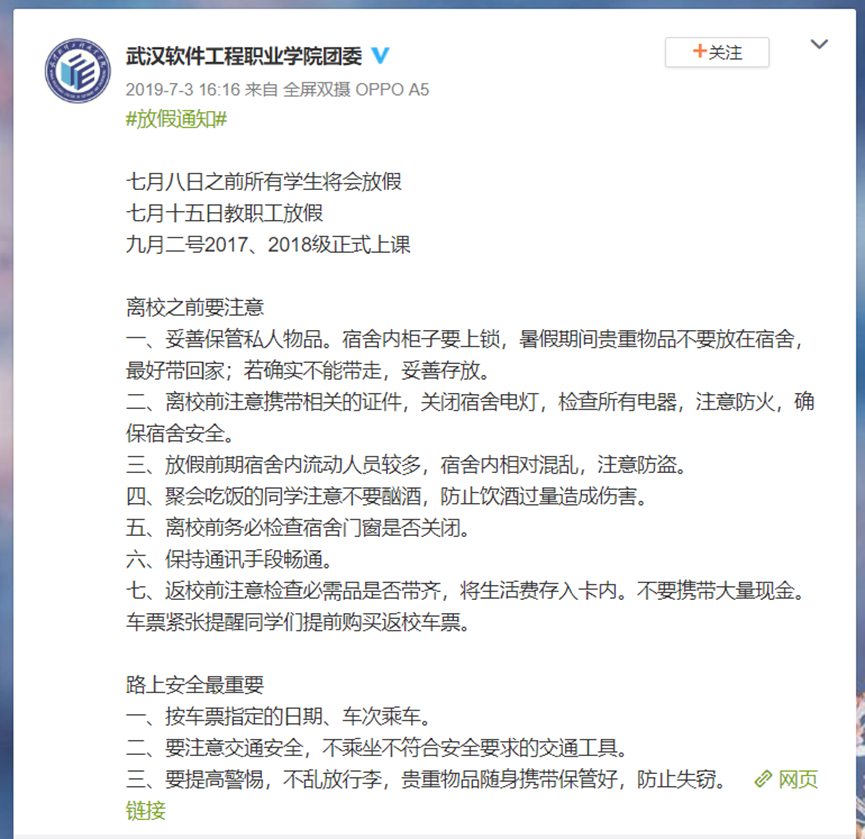 武汉软件工程职业学院团委
+关注
2019-7-3 16:16 来自 全屏双摄 OPPO A5
#放假通知#
七月八日之前所有学生将会放假
七月十五日教职工放假
九月二号2017、2018级正式上课
离校之前要注意
一、妥善保管私人物品。宿舍内柜子要上锁，暑假期间贵重物品不要放在宿舍，
最好带回家；若确实不能带走，妥善存放。
二、离校前注意携带相关的证件，关闭宿舍电灯，检查所有电器，注意防火，确
保宿舍安全。
三、放假前期宿舍内流动人员较多，宿舍内相对混乱，注意防盗。
四、聚会吃饭的同学注意不要酗酒，防止饮酒过量造成伤害。
五、离校前务必检查宿舍门窗是否关闭。
六、保持通讯手段畅通。
七、返校前注意检查必需品是否带齐，将生活费存入卡内。不要携带大量现金。
车票紧张提醒同学们提前购买返校车票。
路上安全最重要
一、按车票指定的日期、车次乘车。
二、要注意交通安全，不乘坐不符合安全要求的交通工具。
三、要提高警惕，不乱放行李，贵重物品随身携带保管好，防止失窃。 网页
链接